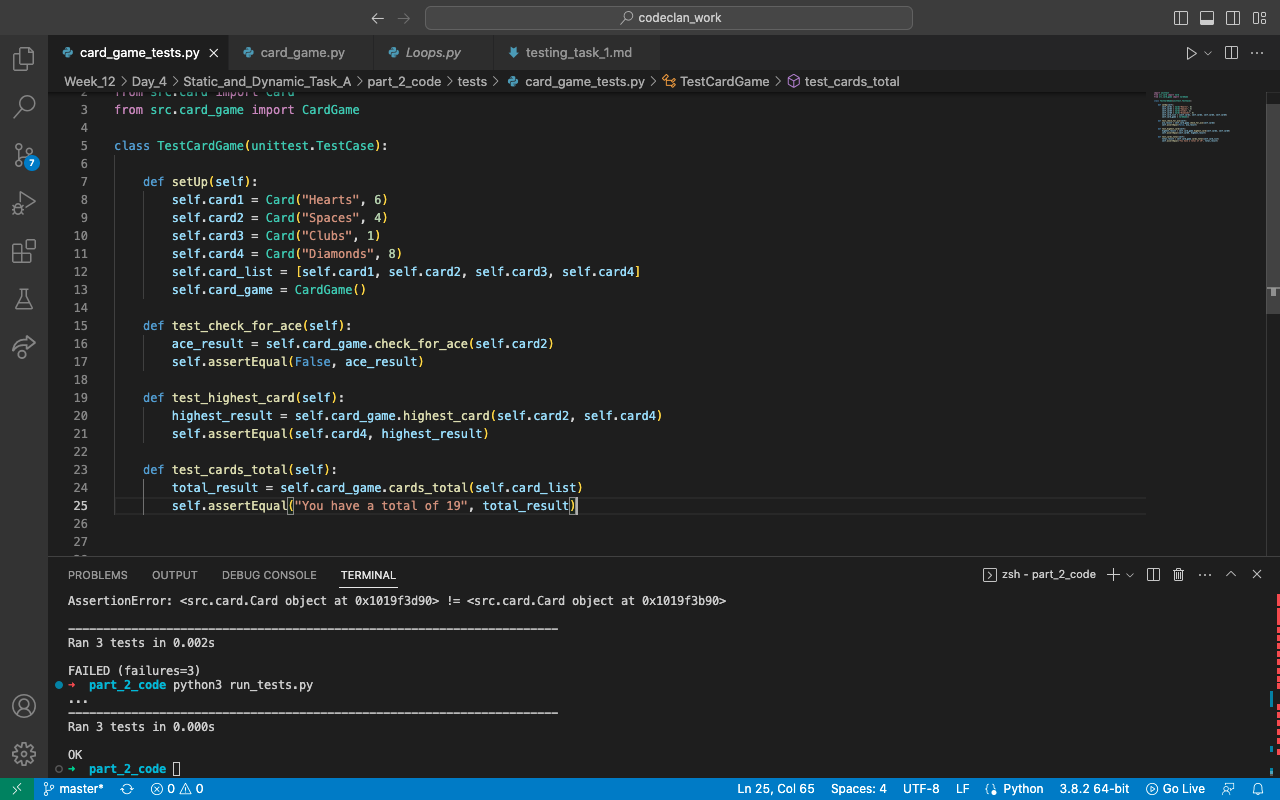 codeclan_work
card_game_tests.py
card_game.py
Loops.py
testing_task_1.md
Week_12 > Day_4 > Static_and_Dynamic_Task_A > part_2_code > tests > card_game_tests.py > TestCardGame > test_cards_total
2 from src.card import Card
3 from src.card_game import CardGame
4
5 class TestCardGame(unittest.TestCase):
6
7 def setUp(self):
8 self.card1 = Card("Hearts", 6)
9 self.card2 = Card("Spaces", 4)
10 self.card3 = Card("Clubs", 1)
11 self.card4 = Card("Diamonds", 8)
12 self.card_list = [self.card1, self.card2, self.card3, self.card4]
13 self.card_game = CardGame()
14
15 def test_check_for_ace(self):
16 ace_result = self.card_game.check_for_ace(self.card2)
17 self.assertEqual(False, ace_result)
18
19 def test_highest_card(self):
20 highest_result = self.card_game.highest_card(self.card2, self.card4)
21 self.assertEqual(self.card4, highest_result)
22
23 def test_cards_total(self):
24 total_result = self.card_game.cards_total(self.card_list)
25 self.assertEqual("You have a total of 19", total_result)
26
27
7
PROBLEMS OUTPUT DEBUG CONSOLE TERMINAL
zsh - part_2_code
AssertionError: <src.card.Card object at 0x1019f3d90> != <src.card.Card object at 0x1019f3b90>
----------------------------------------------------------------------
Ran 3 tests in 0.002s
FAILED (failures=3)
→ part_2_code python3 run_tests.py
...
----------------------------------------------------------------------
Ran 3 tests in 0.000s
OK
→ part_2_code
master* 0 0 Ln 25, Col 65 Spaces: 4 UTF-8 LF Python 3.8.2 64-bit Go Live